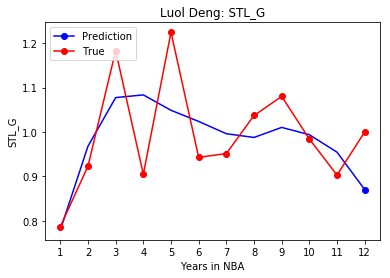 Luol Deng: STL_G
Prediction
True
1.2
1.1
1.0
0.9
0.8
STL_G
1 2 3 4 5 6 7 8 9 10 11 12
Years in NBA